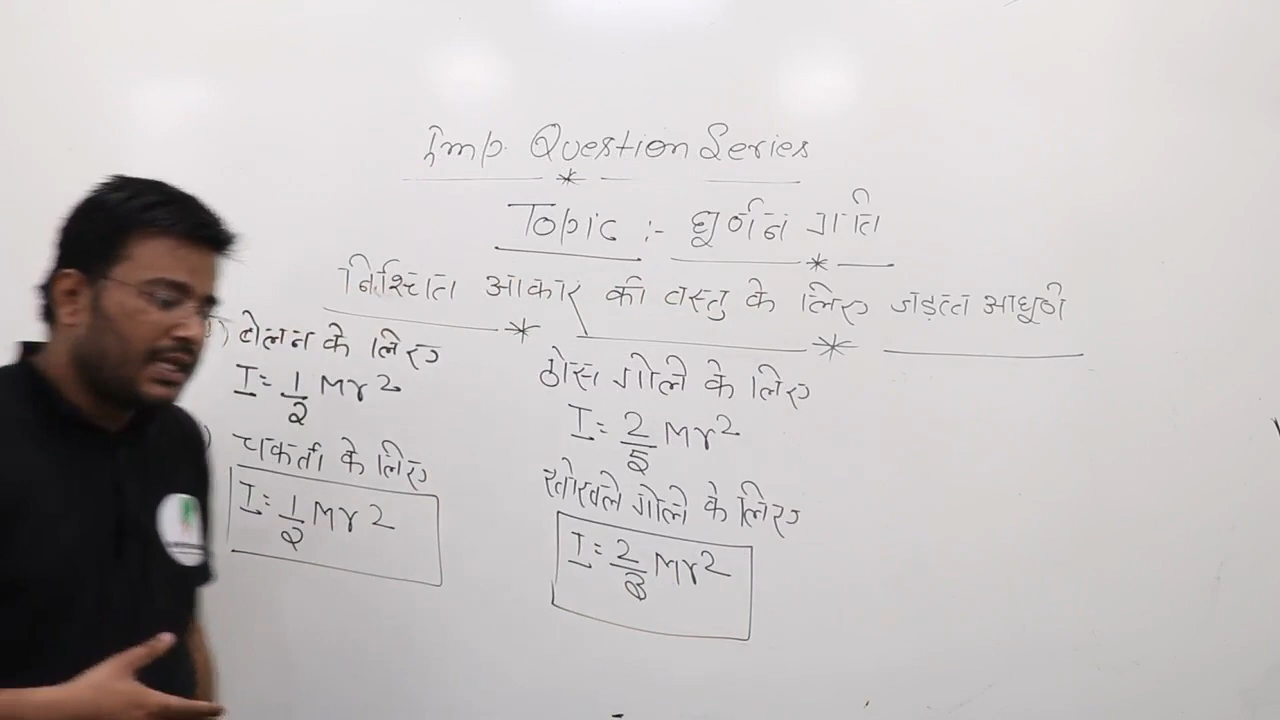 Imp. Question Series
Topic :- घूर्णन गति
निश्चित आकार की वस्तु के लिए जड़त्व आघूर्ण
बेलन के लिए
I = 1/2 Mr²
चकती के लिए
I = 1/2 Mr²
ठोस गोले के लिए
I = 2/5 Mr²
खोखले गोले के लिए
I = 2/3 Mr²